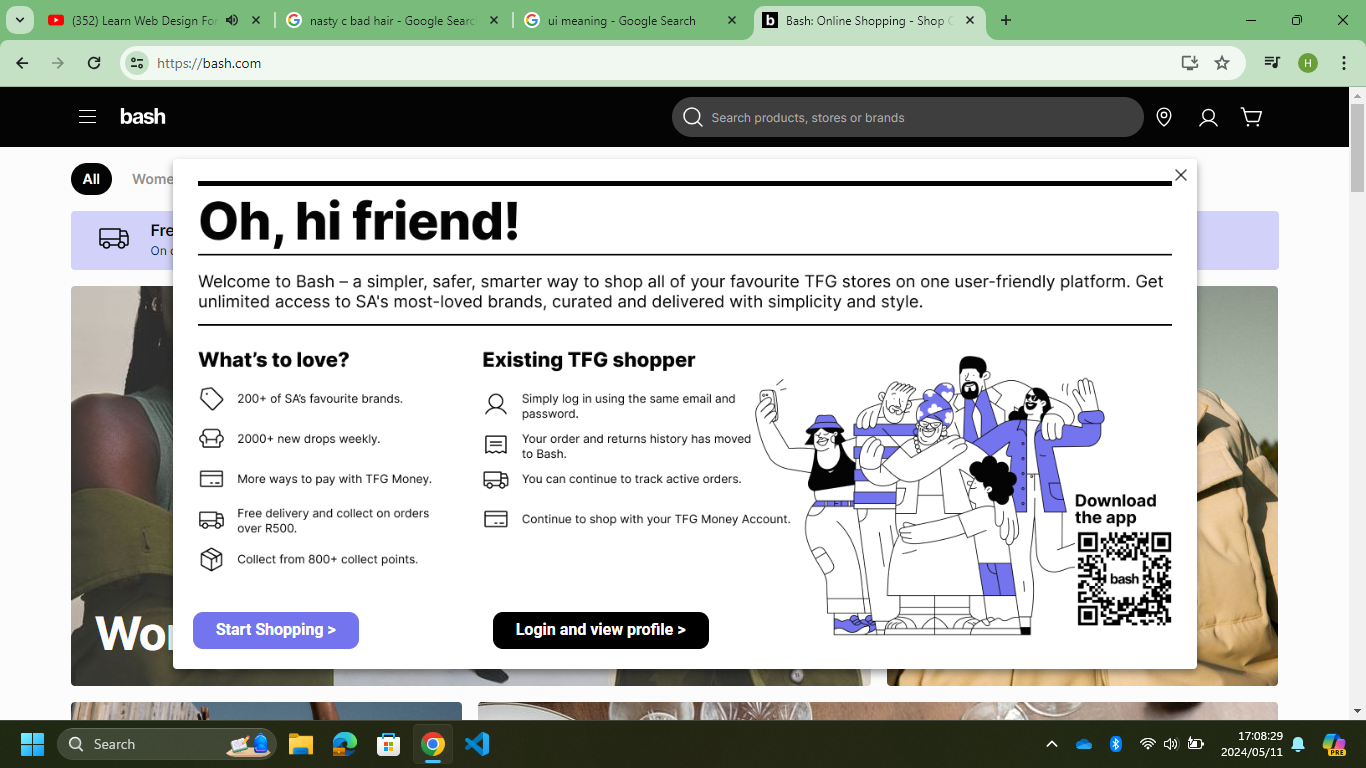 (352) Learn Web Design For
nasty c bad hair - Google Searc
ui meaning - Google Search
b Bash: Online Shopping - Shop C
https://bash.com
H
bash
Search products, stores or brands
All
Wome
Fre
On o
Oh, hi friend!
Welcome to Bash – a simpler, safer, smarter way to shop all of your favourite TFG stores on one user-friendly platform. Get
unlimited access to SA's most-loved brands, curated and delivered with simplicity and style.
What's to love?
200+ of SA's favourite brands.
2000+ new drops weekly.
More ways to pay with TFG Money.
Free delivery and collect on orders
over R500.
Collect from 800+ collect points.
Existing TFG shopper
Simply log in using the same email and
password.
Your order and returns history has moved
to Bash.
You can continue to track active orders.
Continue to shop with your TFG Money Account.
Download
the app
bash
Start Shopping >
Login and view profile >
Wor
Search
17:08:29
2024/05/11
PRE